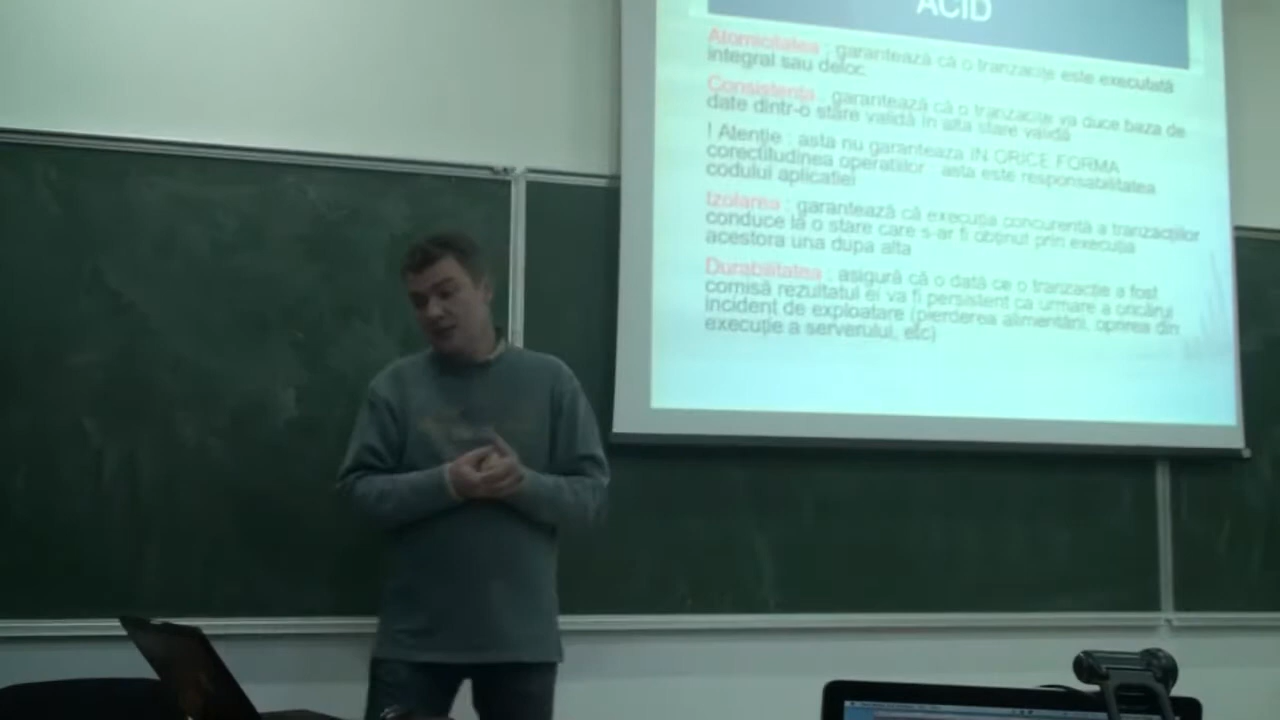 ACID
Atomicitatea : garantează că o tranzacție este executată
integral sau deloc.
Consistența : garantează că o tranzacție va duce baza de
date dintr-o stare validă în alta stare validă
! Atenție : asta nu garanteaza IN ORICE FORMA
corectitudinea operatiilor asta este responsabilitatea
codului aplicatiei
Izolarea : garantează că execuția concurentă a tranzacțiilor
conduce la o stare care s-ar fi obținut prin execuția
acestora una dupa alta
Durabilitatea : asigură că o dată ce o tranzacție a fost
comisă rezultatul ei va fi persistent ca urmare a oricărui
incident de exploatare (pierderea alimentării, oprirea din
execuție a serverului, etc)